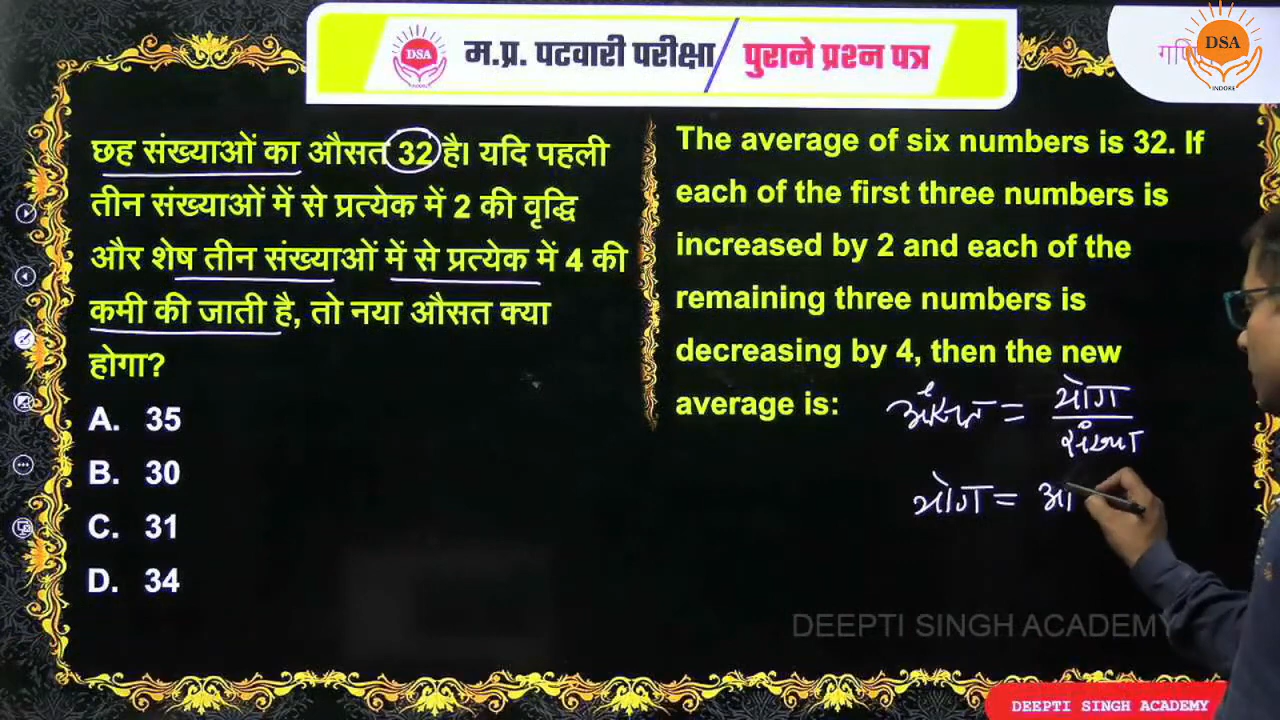 DSA
म.प्र. पटवारी परीक्षा / पुराने प्रश्न पत्र
DSA
INDORE
छह संख्याओं का औसत 32 है। यदि पहली
तीन संख्याओं में से प्रत्येक में 2 की वृद्धि
और शेष तीन संख्याओं में से प्रत्येक में 4 की
कमी की जाती है, तो नया औसत क्या
होगा?
A. 35
B. 30
C. 31
D. 34
The average of six numbers is 32. If
each of the first three numbers is
increased by 2 and each of the
remaining three numbers is
decreasing by 4, then the new
average is:
औसत = योग
संख्या
योग = औ
DEEPTI SINGH ACADEMY
DEEPTI SINGH ACADEMY